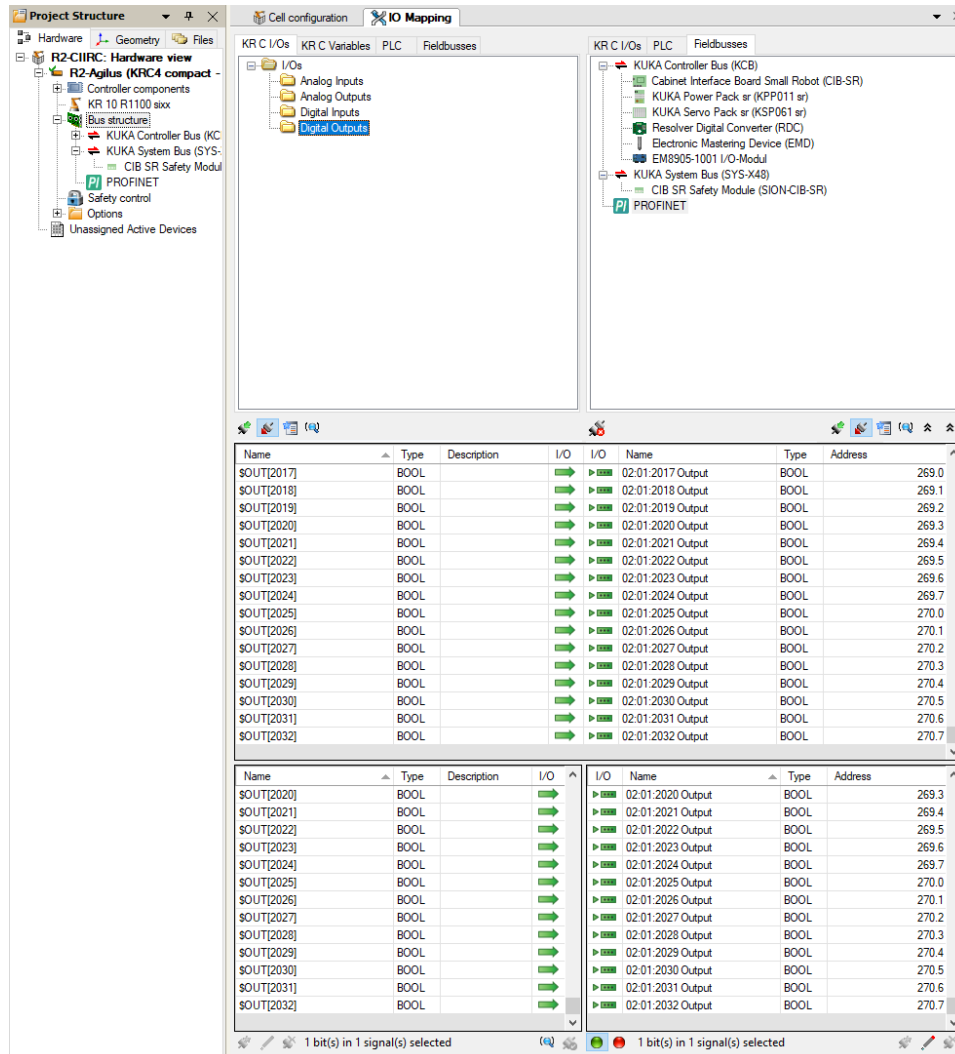 Project Structure
Hardware Geometry Files
R2-CIIRC: Hardware view
R2-Agilus (KRC4 compact -
Controller components
KR 10 R1100 sixx
Bus structure
KUKA Controller Bus (KC
KUKA System Bus (SYS-
CIB SR Safety Modul
PROFINET
Safety control
Options
Unassigned Active Devices
Cell configuration IO Mapping
KR C I/Os KR C Variables PLC Fieldbusses
I/Os
Analog Inputs
Analog Outputs
Digital Inputs
Digital Outputs
KR C I/Os PLC Fieldbusses
KUKA Controller Bus (KCB)
Cabinet Interface Board Small Robot (CIB-SR)
KUKA Power Pack sr (KPP011 sr)
KUKA Servo Pack sr (KSP061 sr)
Resolver Digital Converter (RDC)
Electronic Mastering Device (EMD)
EM8905-1001 I/O-Modul
KUKA System Bus (SYS-X48)
CIB SR Safety Module (SION-CIB-SR)
PI PROFINET
Name Type Description I/O I/O Name Type Address
$OUT[2017] BOOL 02:01:2017 Output BOOL 269.0
$OUT[2018] BOOL 02:01:2018 Output BOOL 269.1
$OUT[2019] BOOL 02:01:2019 Output BOOL 269.2
$OUT[2020] BOOL 02:01:2020 Output BOOL 269.3
$OUT[2021] BOOL 02:01:2021 Output BOOL 269.4
$OUT[2022] BOOL 02:01:2022 Output BOOL 269.5
$OUT[2023] BOOL 02:01:2023 Output BOOL 269.6
$OUT[2024] BOOL 02:01:2024 Output BOOL 269.7
$OUT[2025] BOOL 02:01:2025 Output BOOL 270.0
$OUT[2026] BOOL 02:01:2026 Output BOOL 270.1
$OUT[2027] BOOL 02:01:2027 Output BOOL 270.2
$OUT[2028] BOOL 02:01:2028 Output BOOL 270.3
$OUT[2029] BOOL 02:01:2029 Output BOOL 270.4
$OUT[2030] BOOL 02:01:2030 Output BOOL 270.5
$OUT[2031] BOOL 02:01:2031 Output BOOL 270.6
$OUT[2032] BOOL 02:01:2032 Output BOOL 270.7
Name Type Description I/O I/O Name Type Address
$OUT[2020] BOOL 02:01:2020 Output BOOL 269.3
$OUT[2021] BOOL 02:01:2021 Output BOOL 269.4
$OUT[2022] BOOL 02:01:2022 Output BOOL 269.5
$OUT[2023] BOOL 02:01:2023 Output BOOL 269.6
$OUT[2024] BOOL 02:01:2024 Output BOOL 269.7
$OUT[2025] BOOL 02:01:2025 Output BOOL 270.0
$OUT[2026] BOOL 02:01:2026 Output BOOL 270.1
$OUT[2027] BOOL 02:01:2027 Output BOOL 270.2
$OUT[2028] BOOL 02:01:2028 Output BOOL 270.3
$OUT[2029] BOOL 02:01:2029 Output BOOL 270.4
$OUT[2030] BOOL 02:01:2030 Output BOOL 270.5
$OUT[2031] BOOL 02:01:2031 Output BOOL 270.6
$OUT[2032] BOOL 02:01:2032 Output BOOL 270.7
1 bit(s) in 1 signal(s) selected 1 bit(s) in 1 signal(s) selected